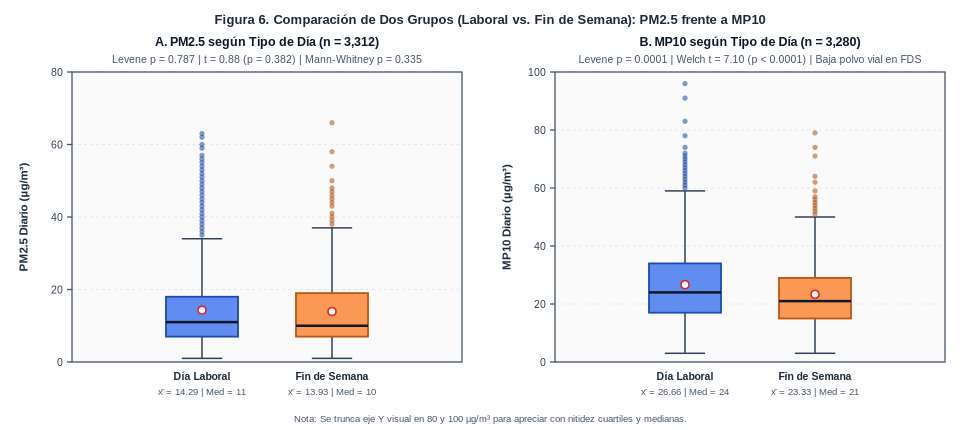 Figura 6. Comparación de Dos Grupos (Laboral vs. Fin de Semana): PM2.5 frente a MP10
A. PM2.5 según Tipo de Día (n = 3,312)
Levene p = 0.787 | t = 0.88 (p = 0.382) | Mann-Whitney p = 0.335
80
60
40
20
0
PM2.5 Diario (µg/m³)
Día Laboral
Fin de Semana
x̄ = 14.29 | Med = 11
x̄ = 13.93 | Med = 10
B. MP10 según Tipo de Día (n = 3,280)
Levene p = 0.0001 | Welch t = 7.10 (p < 0.0001) | Baja polvo vial en FDS
100
80
60
40
20
0
MP10 Diario (µg/m³)
Día Laboral
Fin de Semana
x̄ = 26.66 | Med = 24
x̄ = 23.33 | Med = 21
Nota: Se trunca eje Y visual en 80 y 100 µg/m³ para apreciar con nitidez cuartiles y medianas.